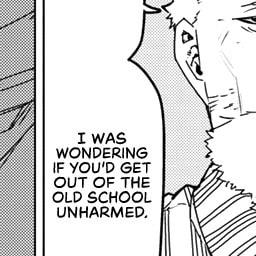 I WAS
WONDERING
IF YOU'D GET
OUT OF THE
OLD SCHOOL
UNHARMED.